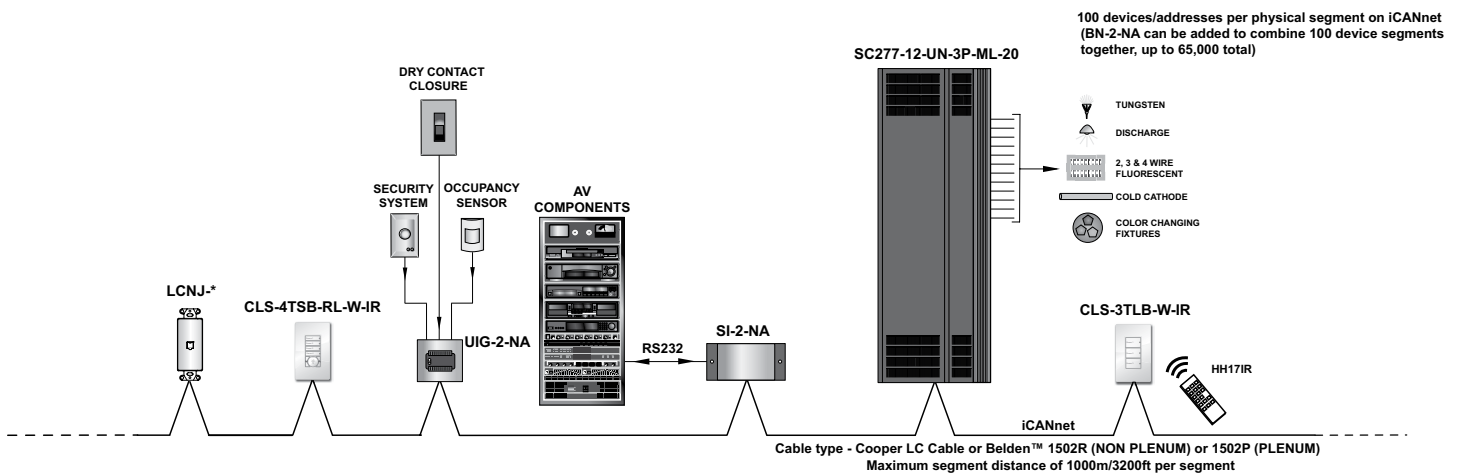 100 devices/addresses per physical segment on iCANnet
(BN-2-NA can be added to combine 100 device segments
together, up to 65,000 total)
SC277-12-UN-3P-ML-20
DRY CONTACT
CLOSURE
TUNGSTEN
DISCHARGE
2, 3 & 4 WIRE
FLUORESCENT
COLD CATHODE
COLOR CHANGING
FIXTURES
SECURITY
SYSTEM
OCCUPANCY
SENSOR
AV
COMPONENTS
LCNJ-*
CLS-4TSB-RL-W-IR
UIG-2-NA
RS232
SI-2-NA
CLS-3TLB-W-IR
HH17IR
iCANnet
Cable type - Cooper LC Cable or Belden™ 1502R (NON PLENUM) or 1502P (PLENUM)
Maximum segment distance of 1000m/3200ft per segment